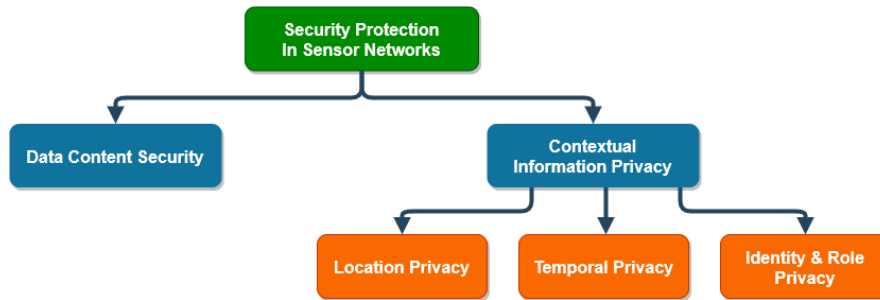 Security Protection
In Sensor Networks
Data Content Security
Contextual
Information Privacy
Location Privacy
Temporal Privacy
Identity & Role
Privacy